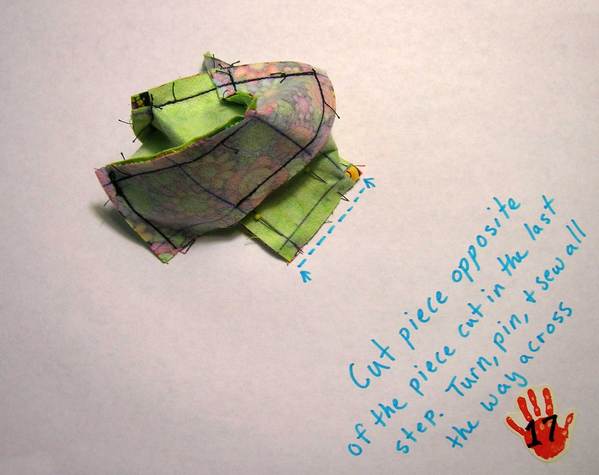 Cut piece opposite
of the piece cut in the last
step. Turn, pin, + sew all
the way across
17